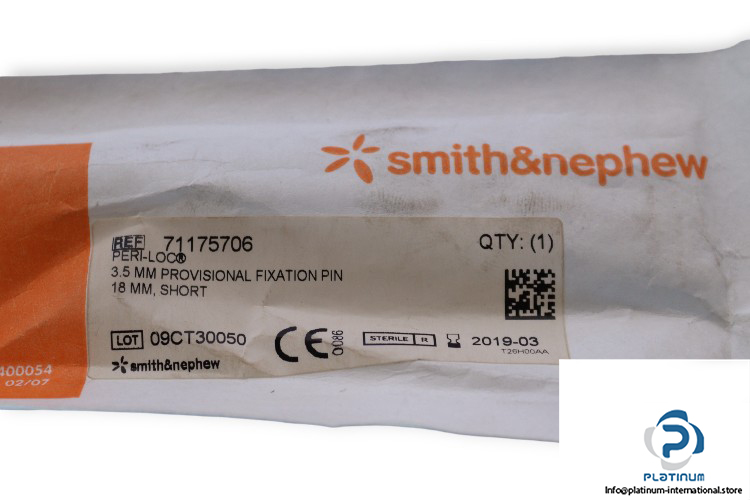 smith&nephew
REF 71175706 QTY: (1)
PERI-LOC®
3.5 MM PROVISIONAL FIXATION PIN
18 MM, SHORT
LOT 09CT30050 CE 0086 STERILE R 2019-03
T26H00AA
smith&nephew
400054
02/07
PLATINUM
Info@platinum-international.store